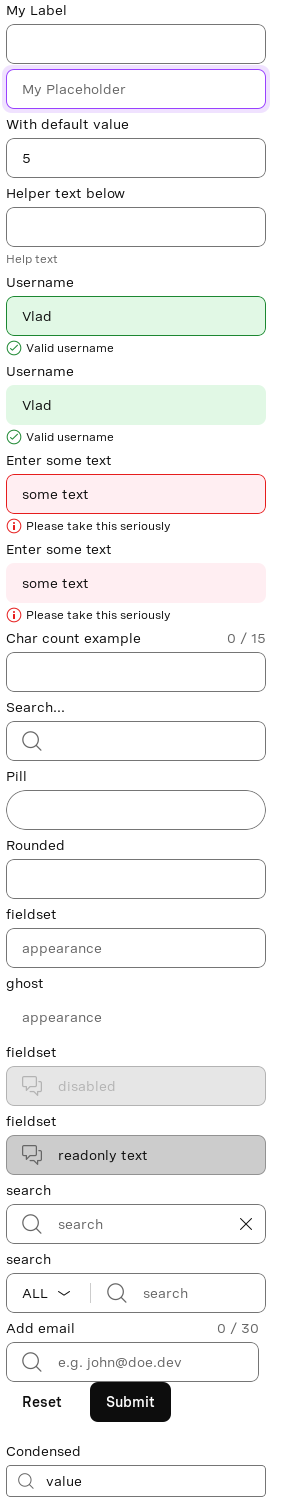 My Label
My Placeholder
With default value
5
Helper text below
Help text
Username
Vlad
Valid username
Username
Vlad
Valid username
Enter some text
some text
Please take this seriously
Enter some text
some text
Please take this seriously
Char count example 0 / 15
Search...
Pill
Rounded
fieldset
appearance
ghost
appearance
fieldset
disabled
fieldset
readonly text
search
search
search
ALL search
Add email 0 / 30
e.g. john@doe.dev
Reset Submit
Condensed
value